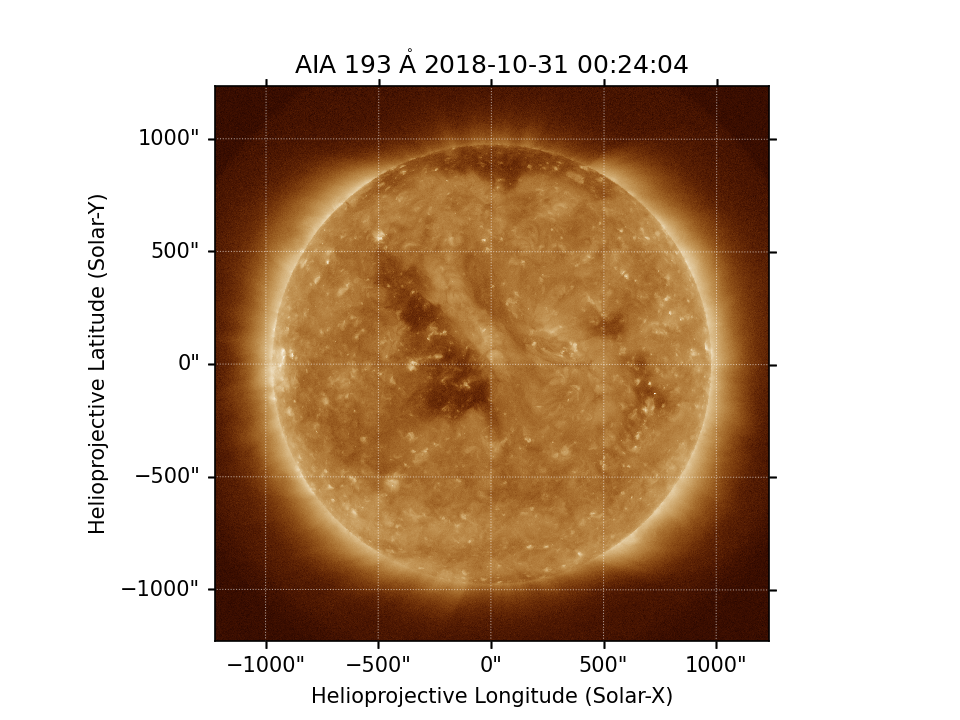 AIA 193 Å 2018-10-31 00:24:04
1000"
500"
0"
−500"
−1000"
Helioprojective Latitude (Solar-Y)
−1000" −500" 0" 500" 1000"
Helioprojective Longitude (Solar-X)